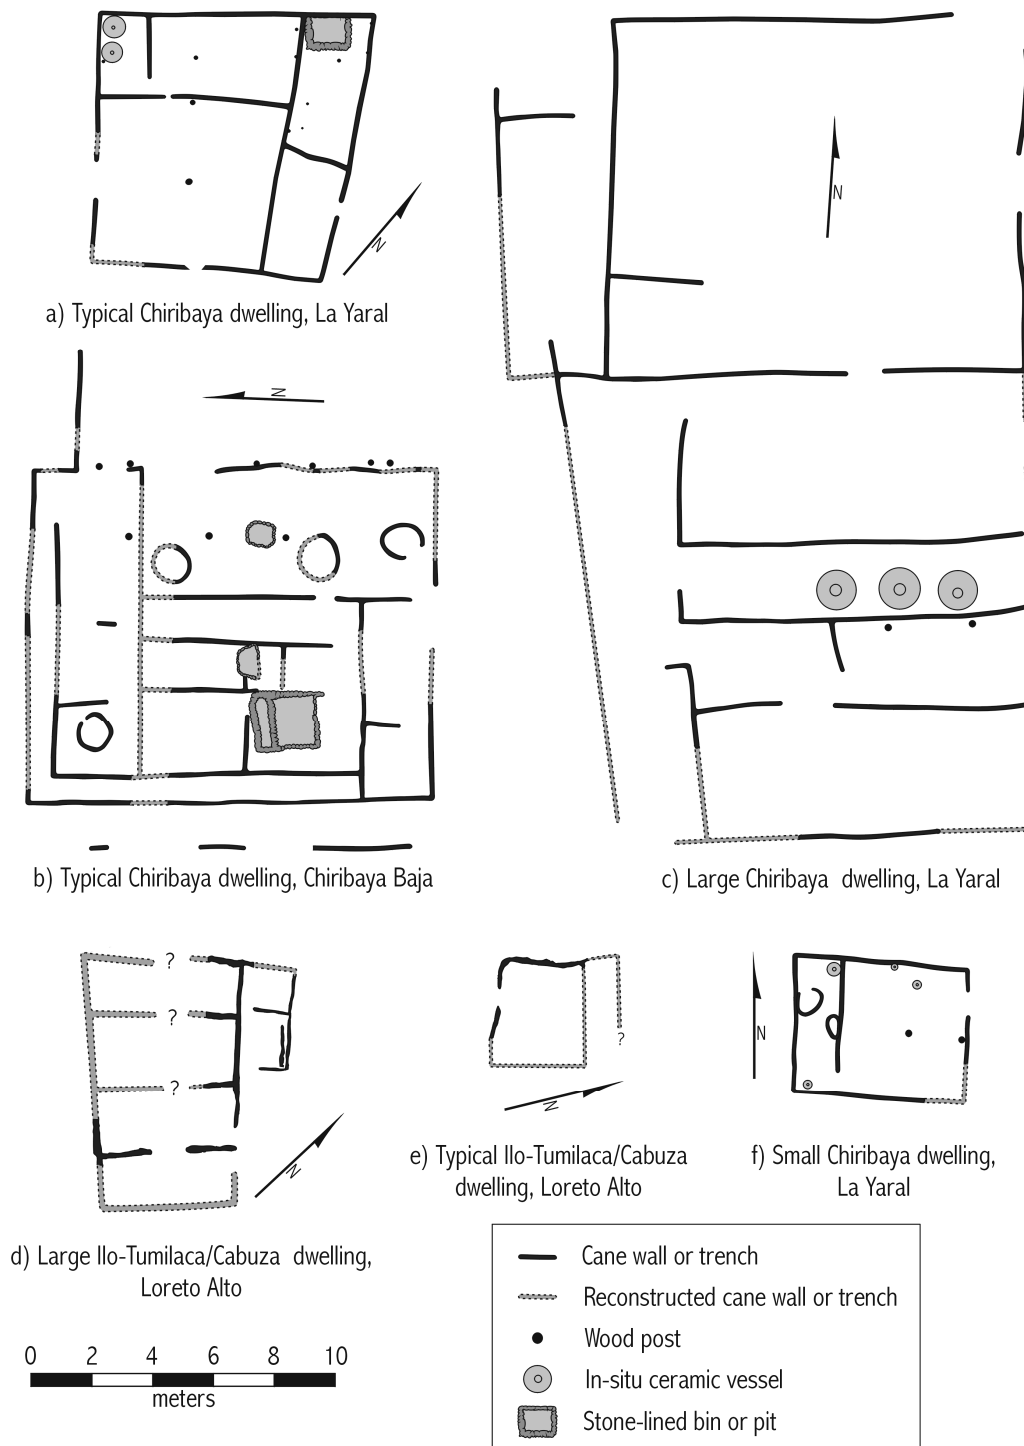 N
a) Typical Chiribaya dwelling, La Yaral
N
N
b) Typical Chiribaya dwelling, Chiribaya Baja
c) Large Chiribaya dwelling, La Yaral
?
?
?
N
d) Large Ilo-Tumilaca/Cabuza dwelling,
Loreto Alto
?
N
e) Typical Ilo-Tumilaca/Cabuza
dwelling, Loreto Alto
N
f) Small Chiribaya dwelling,
La Yaral
0 2 4 6 8 10
meters
Cane wall or trench
Reconstructed cane wall or trench
Wood post
In-situ ceramic vessel
Stone-lined bin or pit